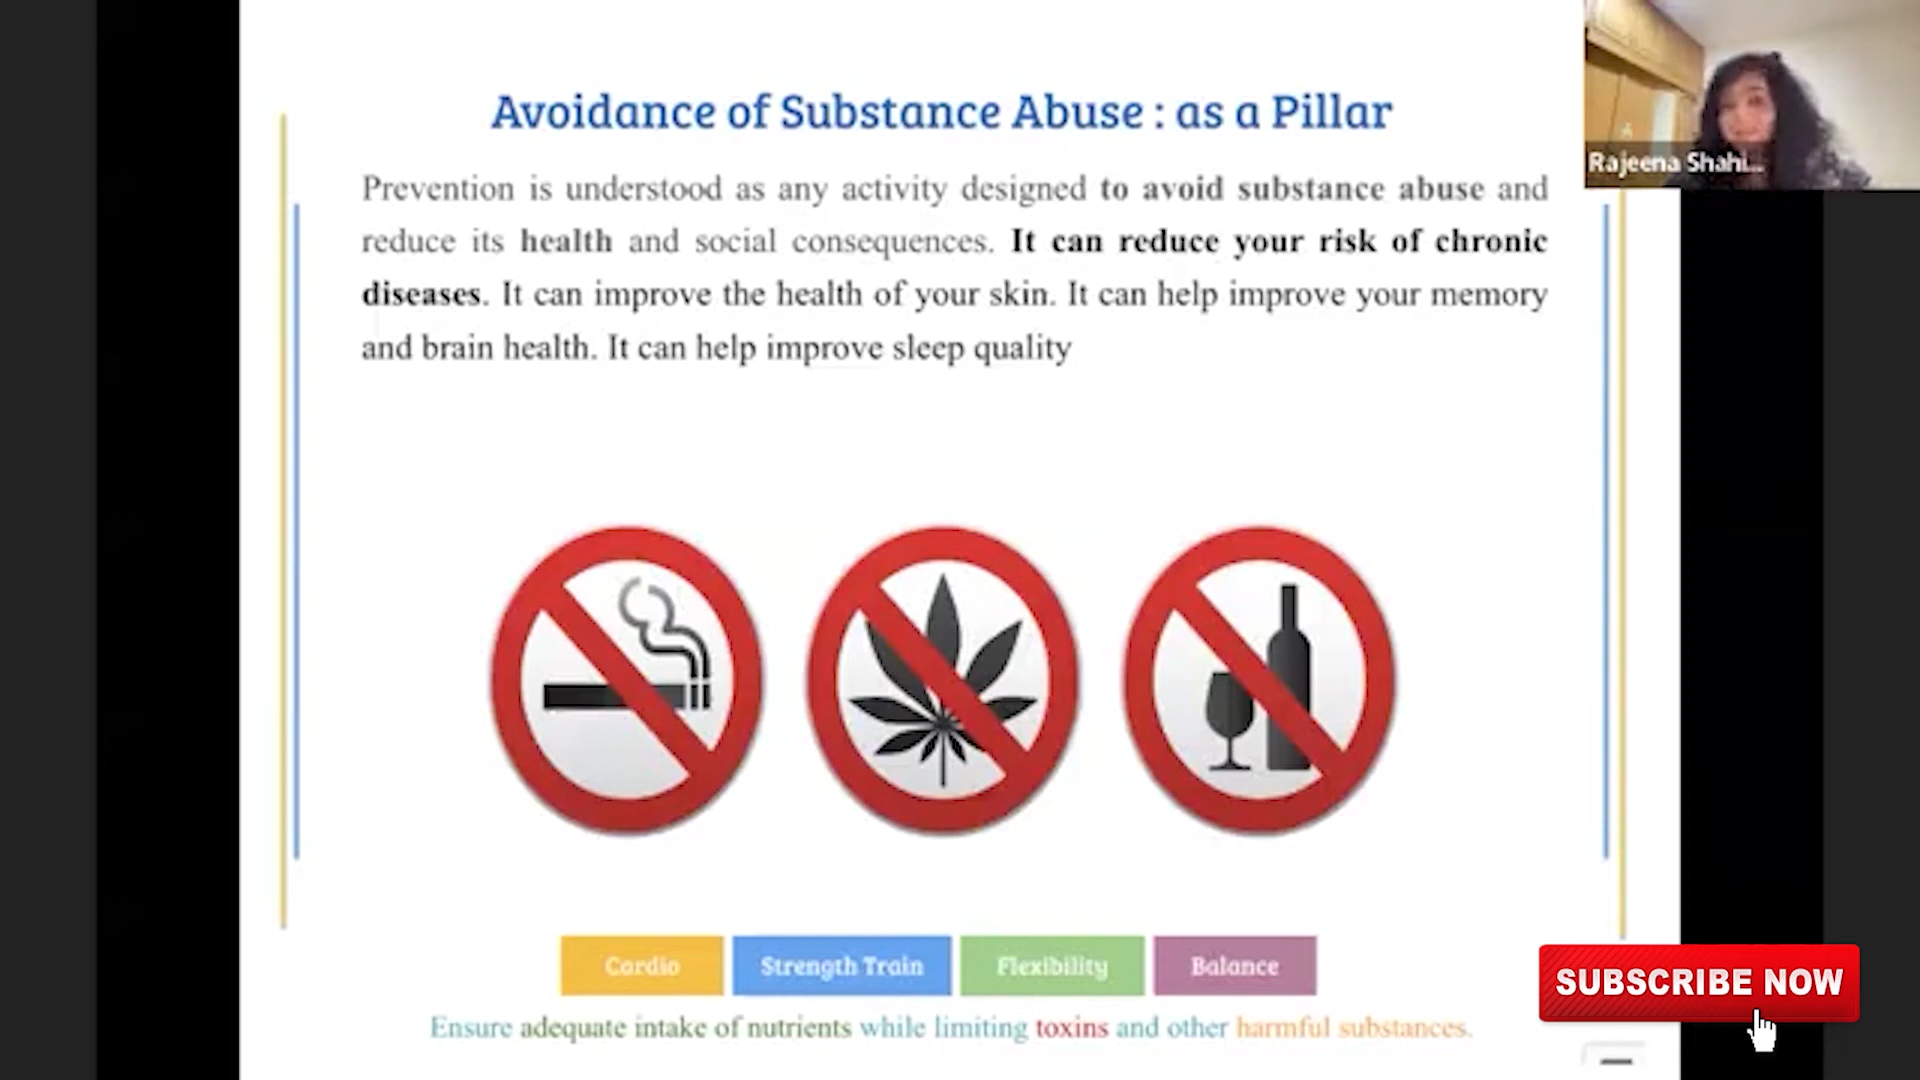 Avoidance of Substance Abuse : as a Pillar
Rajeena Shahi...
Prevention is understood as any activity designed to avoid substance abuse and
reduce its health and social consequences. It can reduce your risk of chronic
diseases. It can improve the health of your skin. It can help improve your memory
and brain health. It can help improve sleep quality
Cardio
Strength Train
Flexibility
Balance
SUBSCRIBE NOW
Ensure adequate intake of nutrients while limiting toxins and other harmful substances.